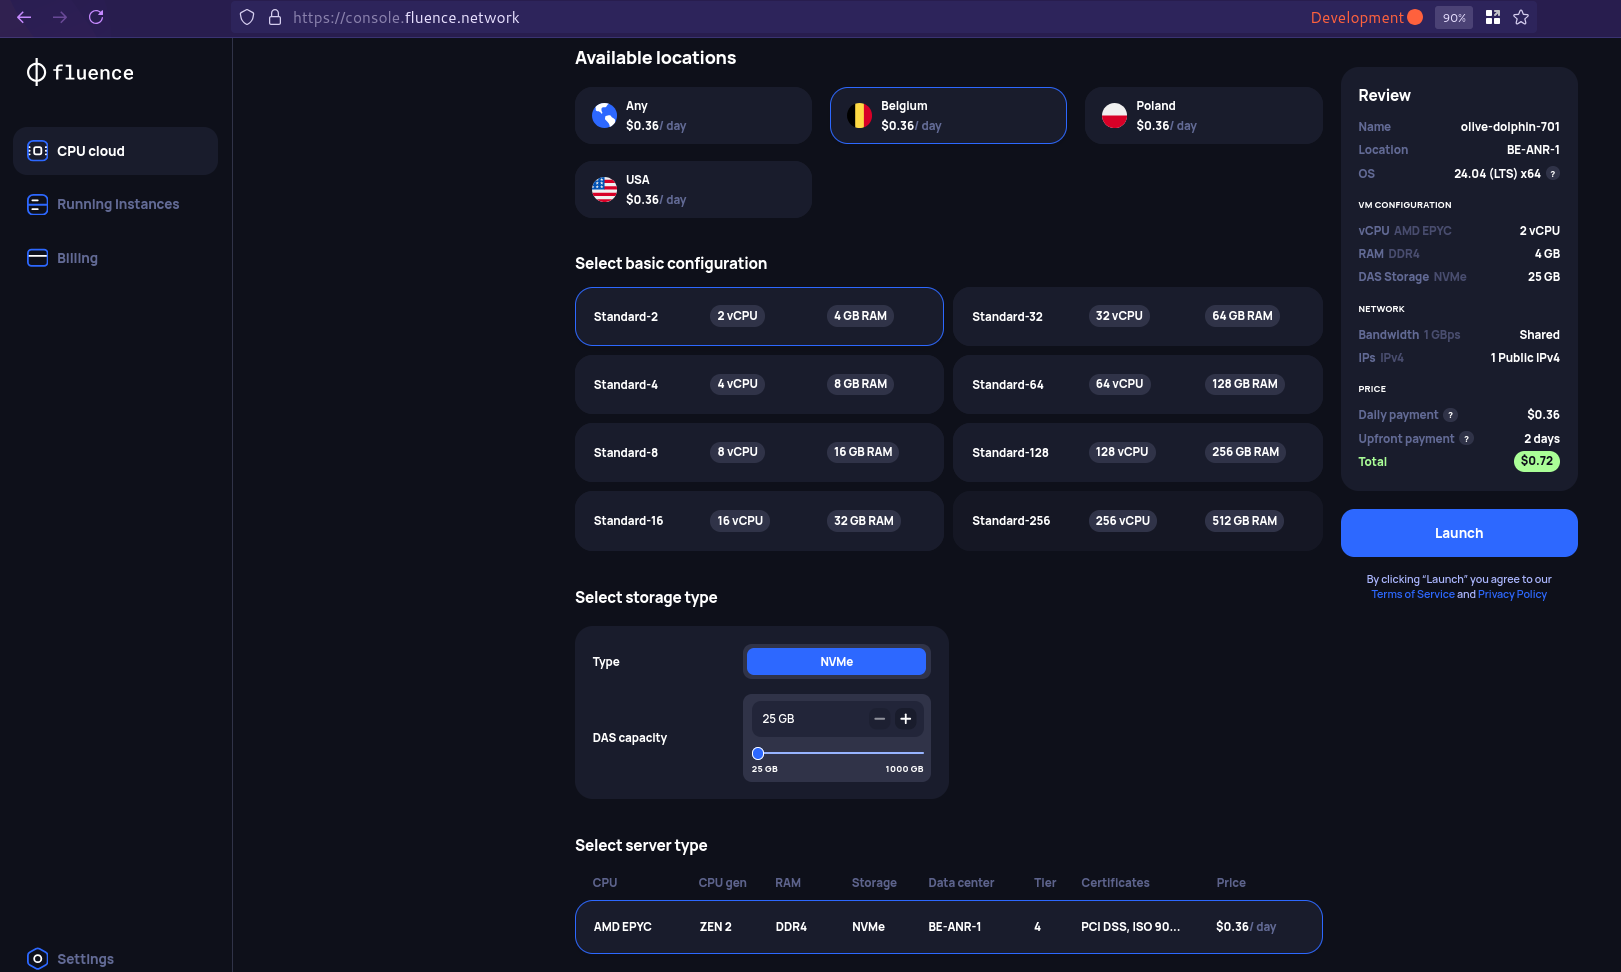 https://console.fluence.network
Development
90%
fluence
CPU cloud
Running instances
Billing
Settings
Available locations
Any
$0.36/ day
Belgium
$0.36/ day
Poland
$0.36/ day
USA
$0.36/ day
Select basic configuration
Standard-2 2 vCPU 4 GB RAM
Standard-32 32 vCPU 64 GB RAM
Standard-4 4 vCPU 8 GB RAM
Standard-64 64 vCPU 128 GB RAM
Standard-8 8 vCPU 16 GB RAM
Standard-128 128 vCPU 256 GB RAM
Standard-16 16 vCPU 32 GB RAM
Standard-256 256 vCPU 512 GB RAM
Select storage type
Type NVMe
DAS capacity
25 GB
25 GB 1000 GB
Select server type
CPU CPU gen RAM Storage Data center Tier Certificates Price
AMD EPYC ZEN 2 DDR4 NVMe BE-ANR-1 4 PCI DSS, ISO 90... $0.36/ day
Review
Name olive-dolphin-701
Location BE-ANR-1
OS 24.04 (LTS) x64 ?
VM CONFIGURATION
vCPU AMD EPYC 2 vCPU
RAM DDR4 4 GB
DAS Storage NVMe 25 GB
NETWORK
Bandwidth 1 GBps Shared
IPs IPv4 1 Public IPv4
PRICE
Daily payment ? $0.36
Upfront payment ? 2 days
Total $0.72
Launch
By clicking “Launch” you agree to our
Terms of Service and Privacy Policy